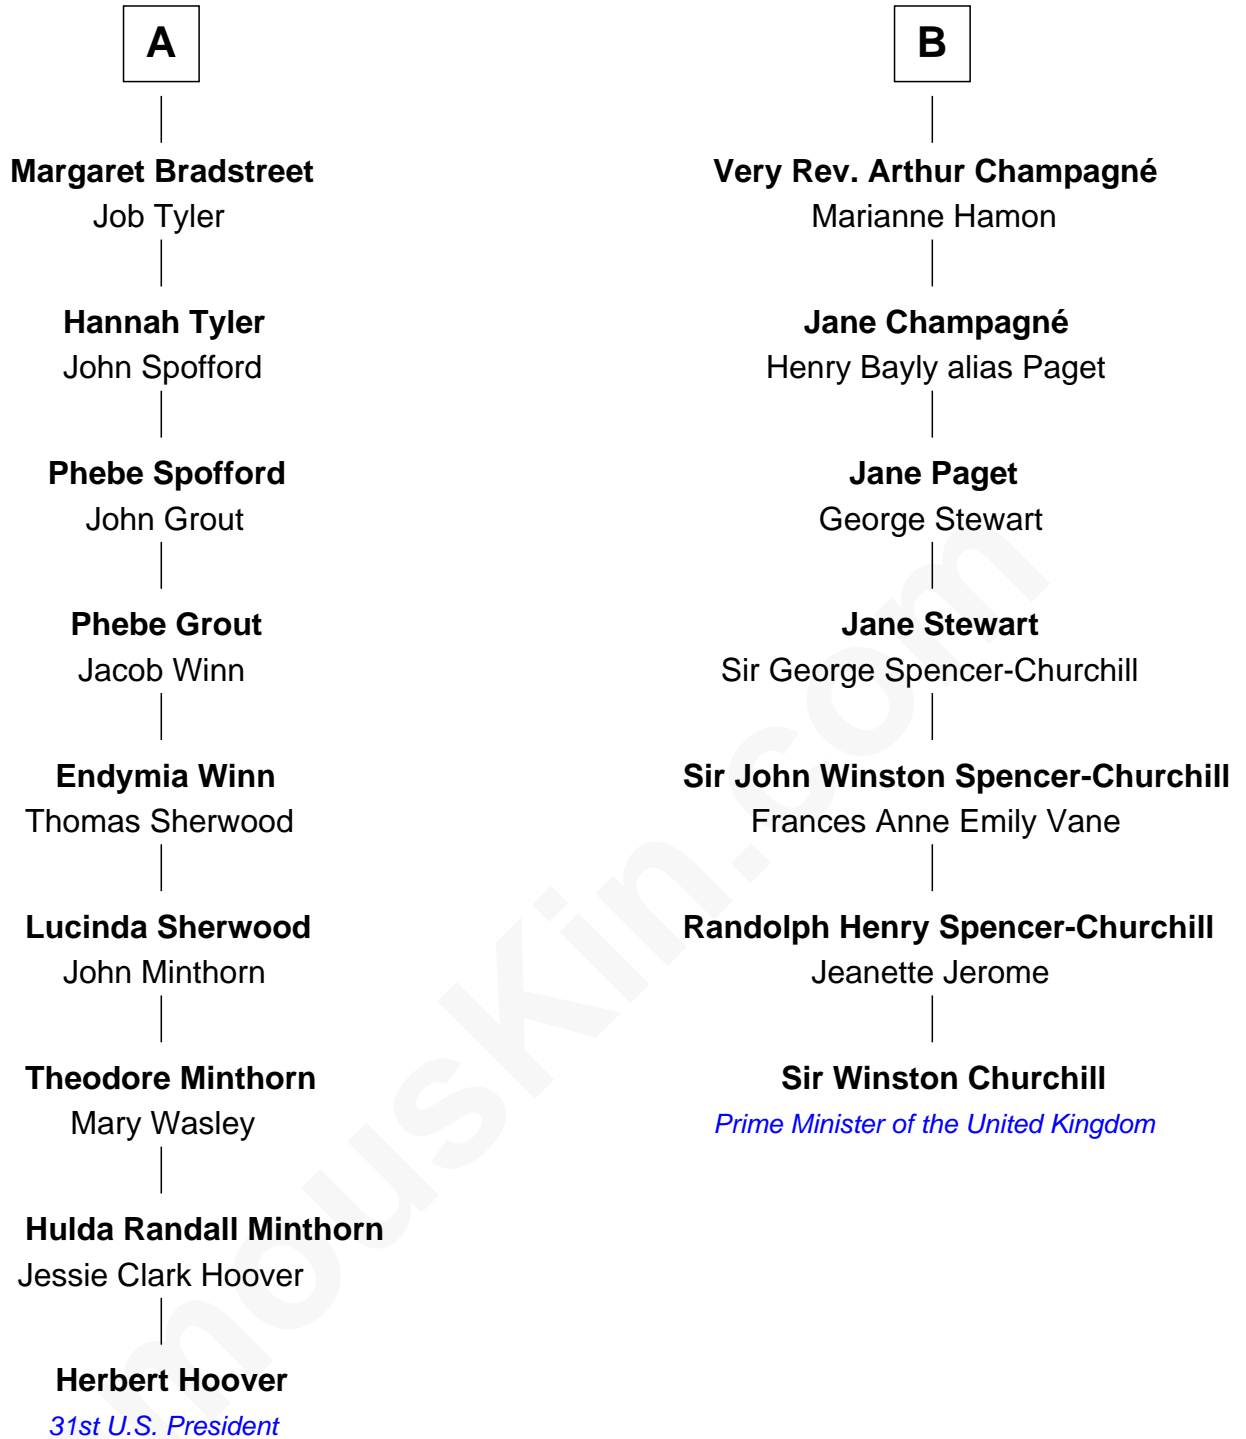 A
Margaret Bradstreet
Job Tyler
Hannah Tyler
John Spofford
Phebe Spofford
John Grout
Phebe Grout
Jacob Winn
Endymia Winn
Thomas Sherwood
Lucinda Sherwood
John Minthorn
Theodore Minthorn
Mary Wasley
Hulda Randall Minthorn
Jessie Clark Hoover
Herbert Hoover
31st U.S. President
B
Very Rev. Arthur Champagné
Marianne Hamon
Jane Champagné
Henry Bayly alias Paget
Jane Paget
George Stewart
Jane Stewart
Sir George Spencer-Churchill
Sir John Winston Spencer-Churchill
Frances Anne Emily Vane
Randolph Henry Spencer-Churchill
Jeanette Jerome
Sir Winston Churchill
Prime Minister of the United Kingdom
mouskin.com